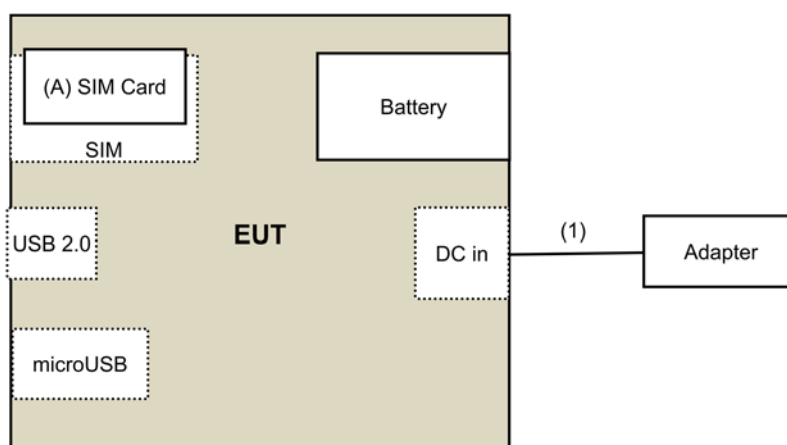 (A) SIM Card
SIM
Battery
USB 2.0
EUT
DC in
(1)
Adapter
microUSB